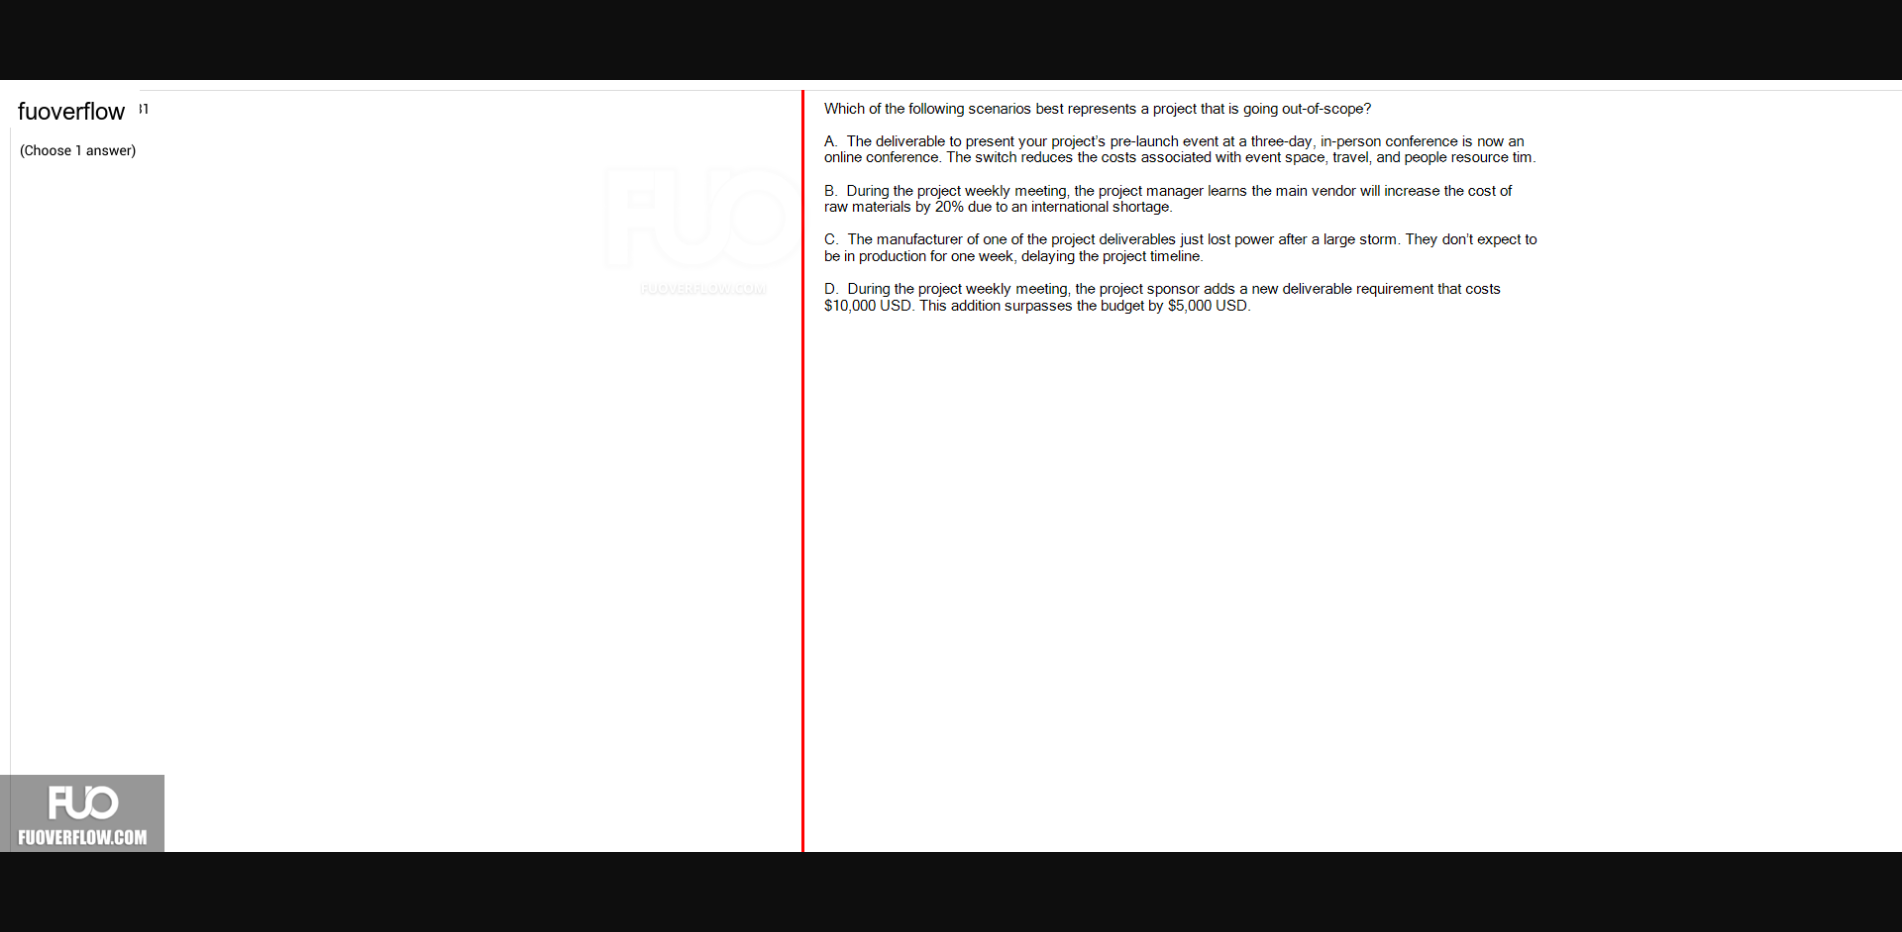 fuoverflow
(Choose 1 answer)
Which of the following scenarios best represents a project that is going out-of-scope?
A. The deliverable to present your project's pre-launch event at a three-day, in-person conference is now an
online conference. The switch reduces the costs associated with event space, travel, and people resource tim.
B. During the project weekly meeting, the project manager learns the main vendor will increase the cost of
raw materials by 20% due to an international shortage.
C. The manufacturer of one of the project deliverables just lost power after a large storm. They don't expect to
be in production for one week, delaying the project timeline.
D. During the project weekly meeting, the project sponsor adds a new deliverable requirement that costs
$10,000 USD. This addition surpasses the budget by $5,000 USD.
FUO
FUOVERFLOW.COM
FUO
FUOVERFLOW.COM